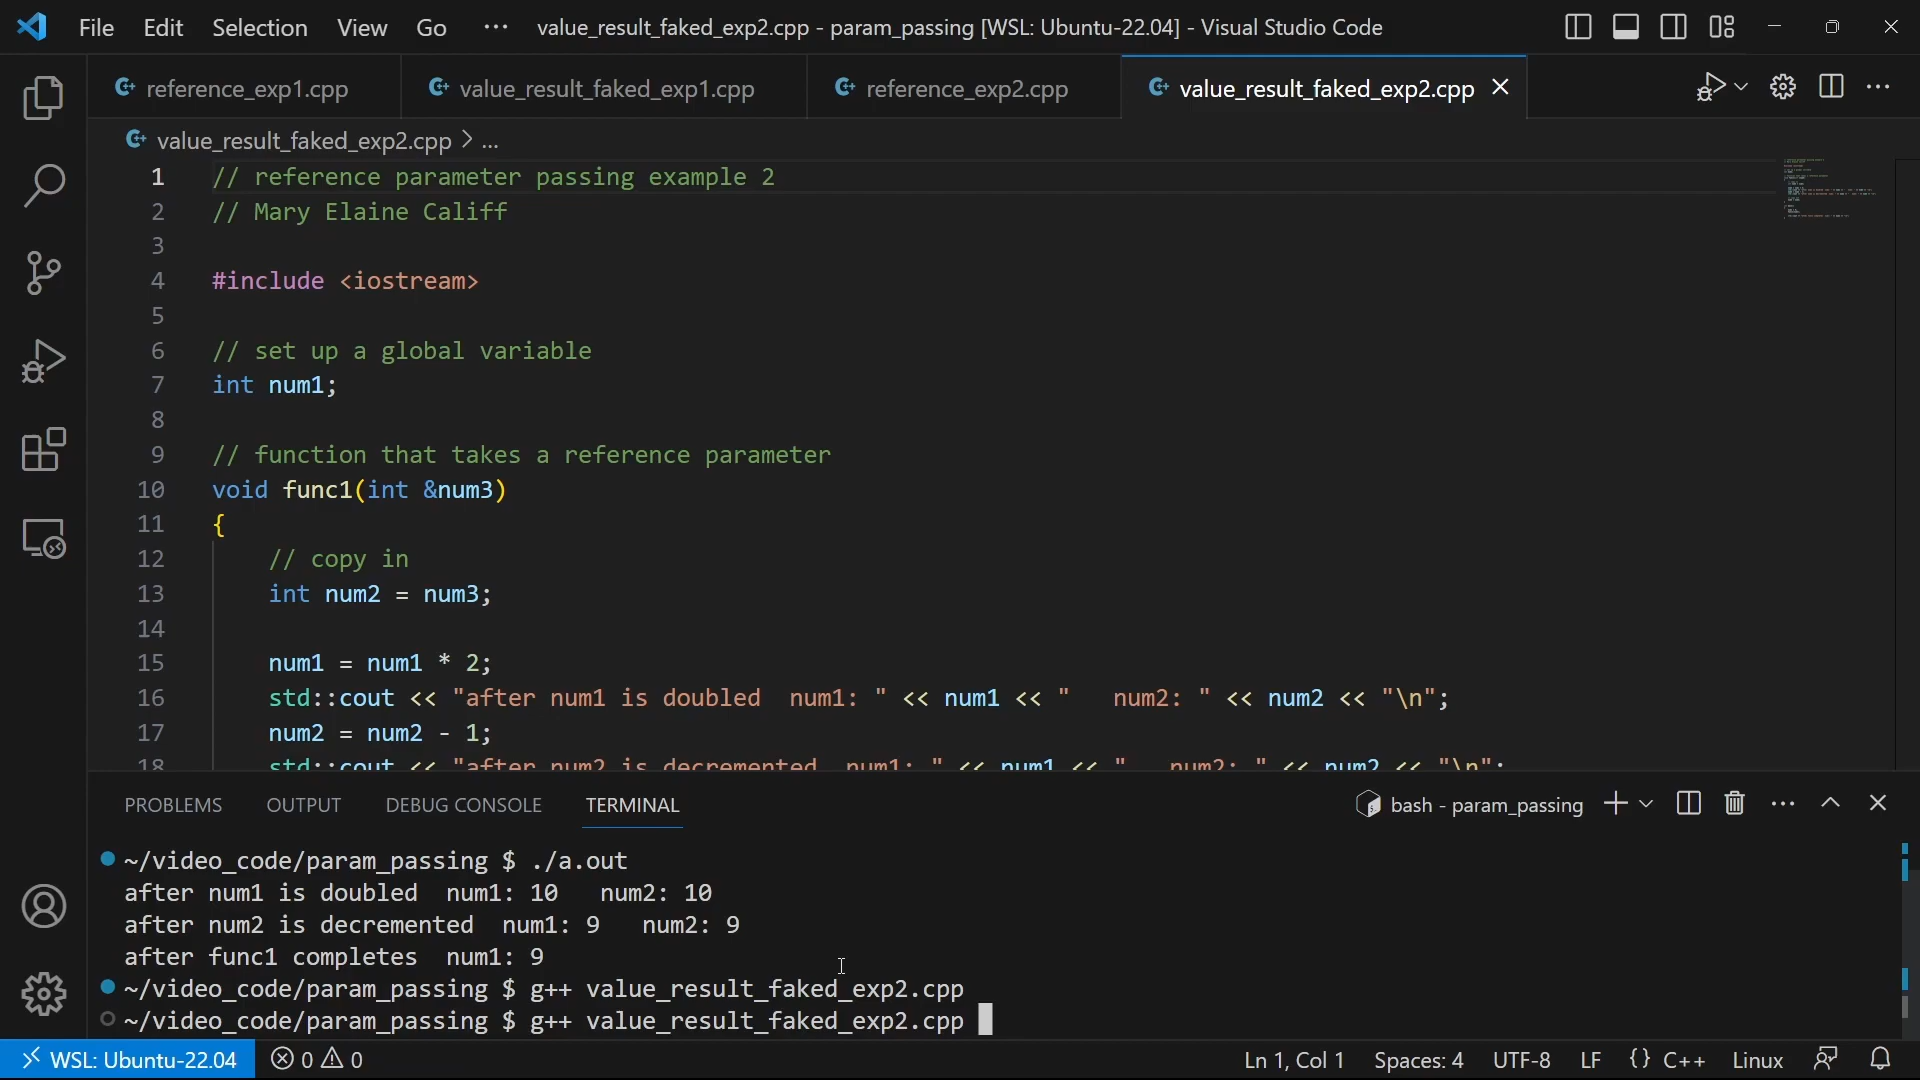 File Edit Selection View Go ··· value_result_faked_exp2.cpp - param_passing [WSL: Ubuntu-22.04] - Visual Studio Code
reference_exp1.cpp value_result_faked_exp1.cpp reference_exp2.cpp value_result_faked_exp2.cpp
value_result_faked_exp2.cpp > ...
1 // reference parameter passing example 2
2 // Mary Elaine Califf
3
4 #include <iostream>
5
6 // set up a global variable
7 int num1;
8
9 // function that takes a reference parameter
10 void func1(int &num3)
11 {
12 // copy in
13 int num2 = num3;
14
15 num1 = num1 * 2;
16 std::cout << "after num1 is doubled  num1: " << num1 << "   num2: " << num2 << "\n";
17 num2 = num2 - 1;
18 std::cout << "after num2 is decremented  num1: " << num1 << "   num2: " << num2 << "\n";
PROBLEMS OUTPUT DEBUG CONSOLE TERMINAL bash - param_passing
~/video_code/param_passing $ ./a.out
after num1 is doubled  num1: 10   num2: 10
after num2 is decremented  num1: 9   num2: 9
after func1 completes  num1: 9
~/video_code/param_passing $ g++ value_result_faked_exp2.cpp
~/video_code/param_passing $ g++ value_result_faked_exp2.cpp
WSL: Ubuntu-22.04 0 0 Ln 1, Col 1 Spaces: 4 UTF-8 LF {} C++ Linux